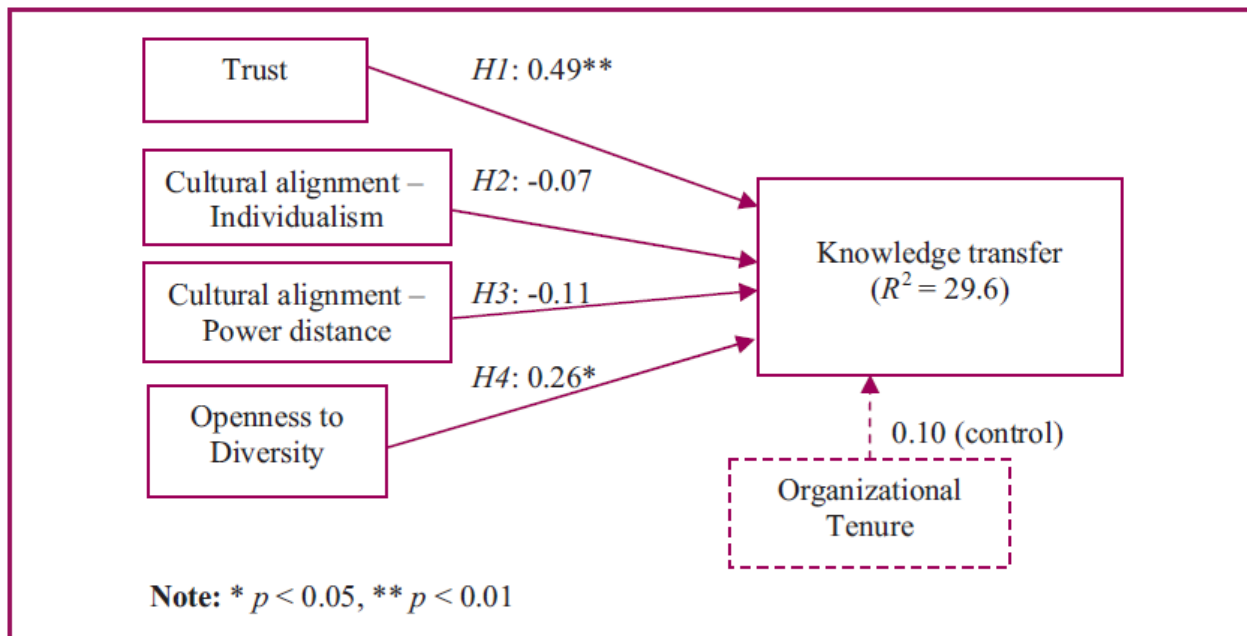 Trust
H1: 0.49**
Cultural alignment –
Individualism
H2: -0.07
Cultural alignment –
Power distance
H3: -0.11
Openness to
Diversity
H4: 0.26*
Knowledge transfer
(R² = 29.6)
0.10 (control)
Organizational
Tenure
Note: * p < 0.05, ** p < 0.01